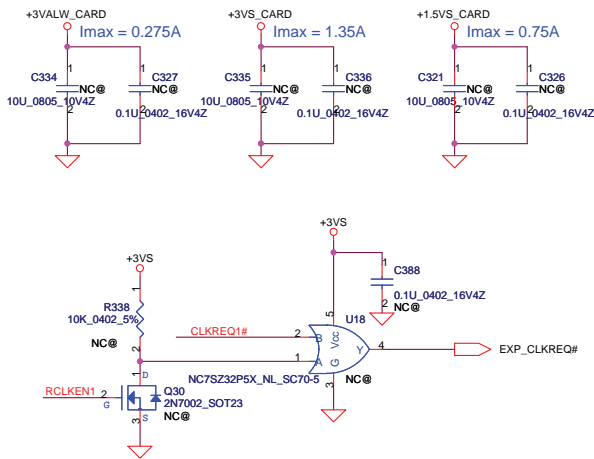 +3VALW_CARD
Imax = 0.275A
1
1
C334
NC@
C327
NC@
10U_0805_10V4Z
2
2
0.1U_0402_16V4Z
+3VS_CARD
Imax = 1.35A
1
1
C335
NC@
C336
NC@
10U_0805_10V4Z
2
2
0.1U_0402_16V4Z
+1.5VS_CARD
Imax = 0.75A
1
1
C321
NC@
C326
NC@
10U_0805_10V4Z
2
2
0.1U_0402_16V4Z
+3VS
+3VS
1
1
C388
R338
0.1U_0402_16V4Z
10K_0402_5%
2
NC@
5
U18
NC@
2
CLKREQ1#
2
B
Vcc
Y
4
EXP_CLKREQ#
1
A
G
NC7SZ32P5X_NL_SC70-5
NC@
3
1
D
RCLKEN1
2
G
Q30
2N7002_SOT23
3
S
NC@